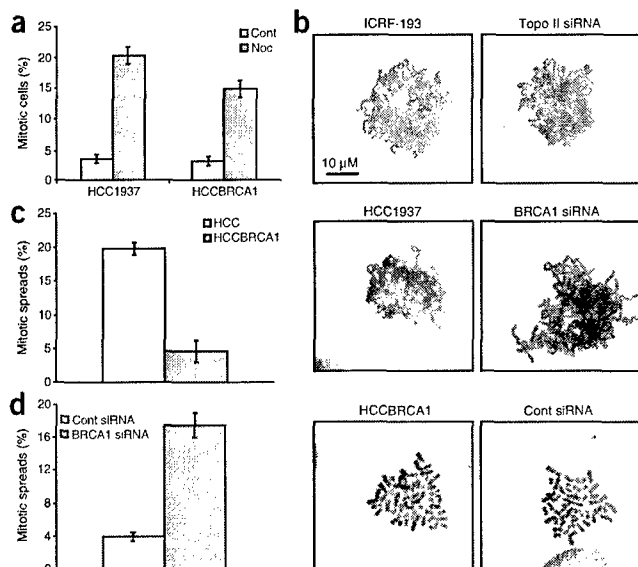 a
25
20
15
10
5
0
Mitotic cells (%)
Cont
Noc
HCC1937
HCCBRCA1
b
ICRF-193
Topo II siRNA
10 µM
HCC1937
BRCA1 siRNA
HCCBRCA1
Cont siRNA
c
25
20
15
10
5
0
Mitotic spreads (%)
HCC
HCCBRCA1
d
20
16
12
8
4
0
Mitotic spreads (%)
Cont siRNA
BRCA1 siRNA